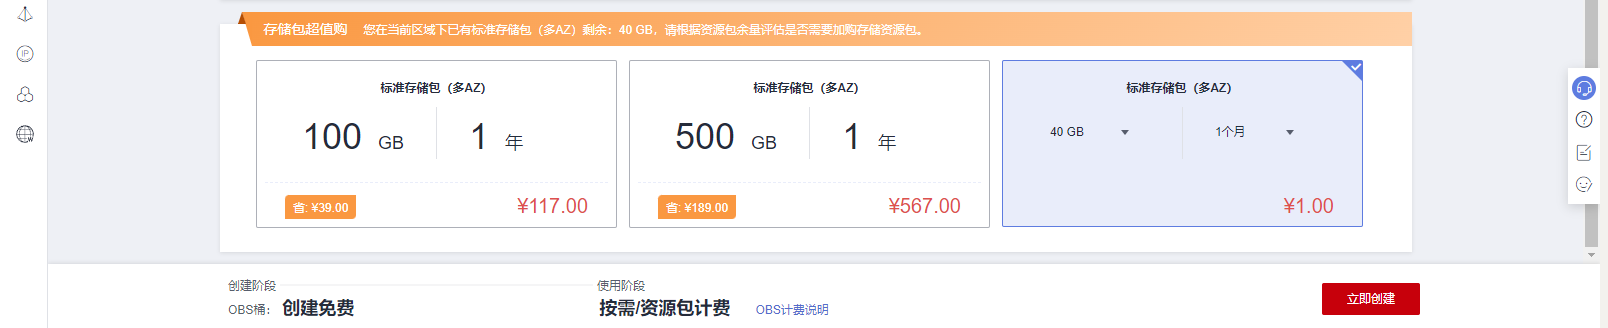 存储包超值购 您在当前区域下已有标准存储包（多AZ）剩余：40 GB，请根据资源包余量评估是否需要加购存储资源包。
IP
标准存储包（多AZ） 标准存储包（多AZ） 标准存储包（多AZ）
100 GB 1 年 500 GB 1 年 40 GB 1个月
省: ¥39.00 ¥117.00 省: ¥189.00 ¥567.00 ¥1.00
创建阶段 使用阶段
OBS桶： 创建免费 按需/资源包计费 OBS计费说明 立即创建